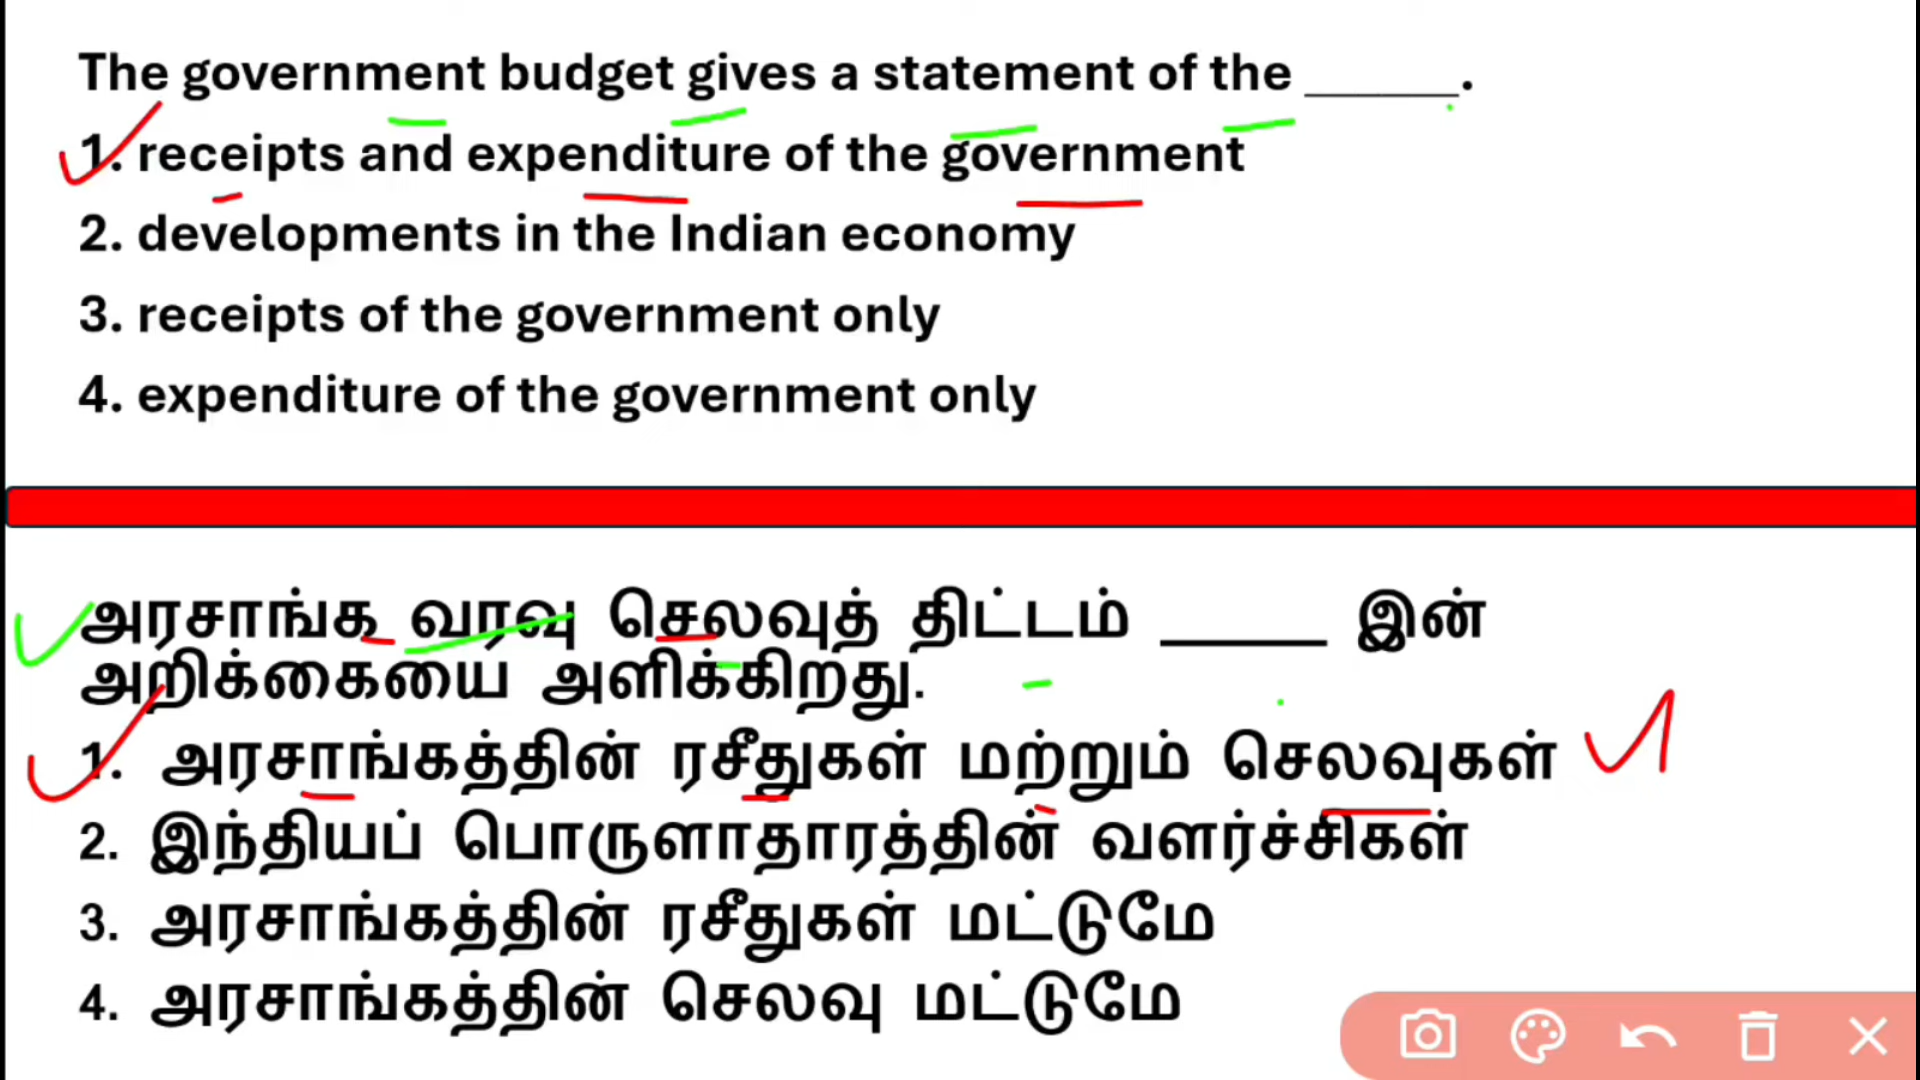 The government budget gives a statement of the ______.
1. receipts and expenditure of the government
2. developments in the Indian economy
3. receipts of the government only
4. expenditure of the government only
அரசாங்க வரவு செலவுத் திட்டம் ______ இன்
அறிக்கையை அளிக்கிறது.
1. அரசாங்கத்தின் ரசீதுகள் மற்றும் செலவுகள்
2. இந்தியப் பொருளாதாரத்தின் வளர்ச்சிகள்
3. அரசாங்கத்தின் ரசீதுகள் மட்டுமே
4. அரசாங்கத்தின் செலவு மட்டுமே